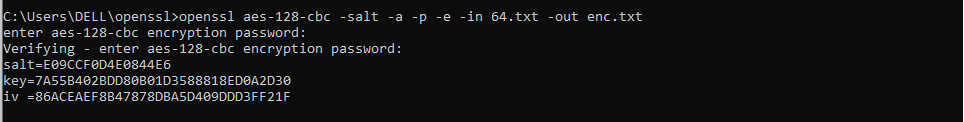 C:\Users\DELL\openssl>openssl aes-128-cbc -salt -a -p -e -in 64.txt -out enc.txt
enter aes-128-cbc encryption password:
Verifying - enter aes-128-cbc encryption password:
salt=E09CCF0D4E0844E6
key=7A55B402BDD80B01D3588818ED0A2D30
iv =86ACEAEF8B47878DBA5D409DDD3FF21F